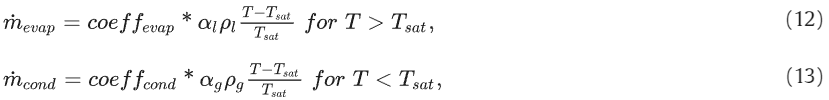 ṁ_evap = coeff_evap * α_l ρ_l (T−T_sat)/T_sat for T > T_sat, (12)
ṁ_cond = coeff_cond * α_g ρ_g (T−T_sat)/T_sat for T < T_sat, (13)